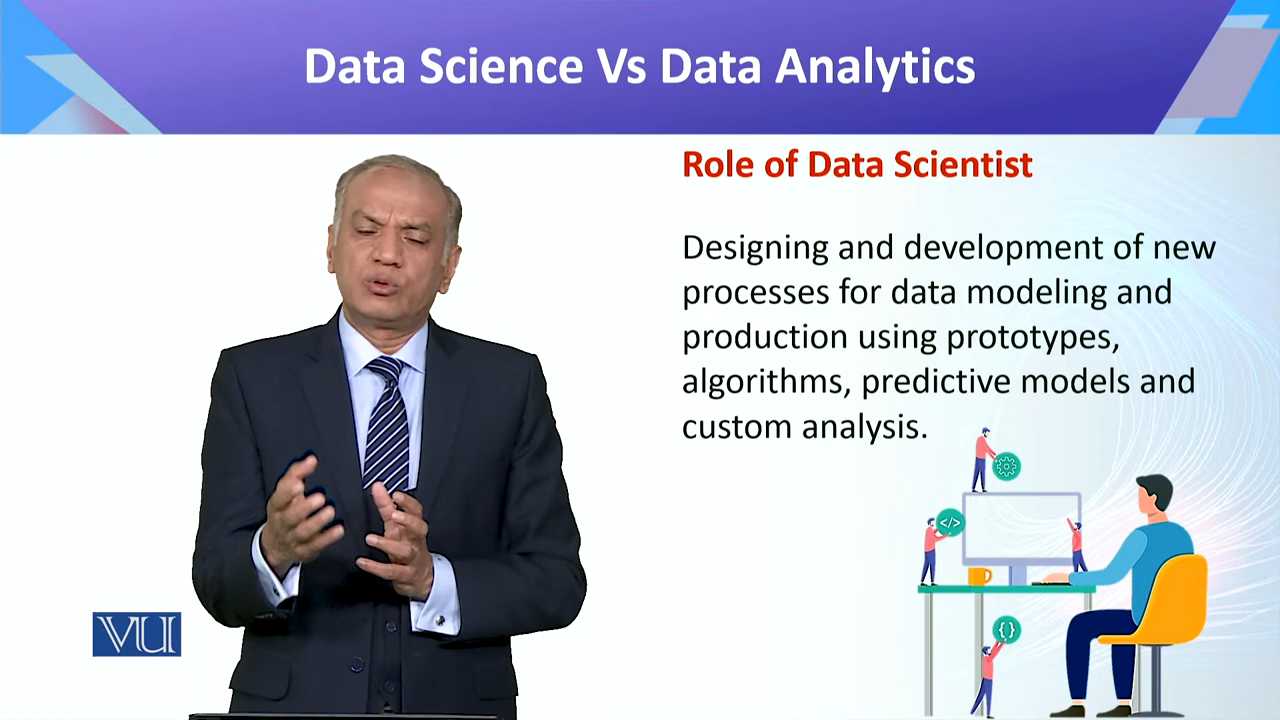 Data Science Vs Data Analytics
Role of Data Scientist
Designing and development of new
processes for data modeling and
production using prototypes,
algorithms, predictive models and
custom analysis.
</>
{}
VU